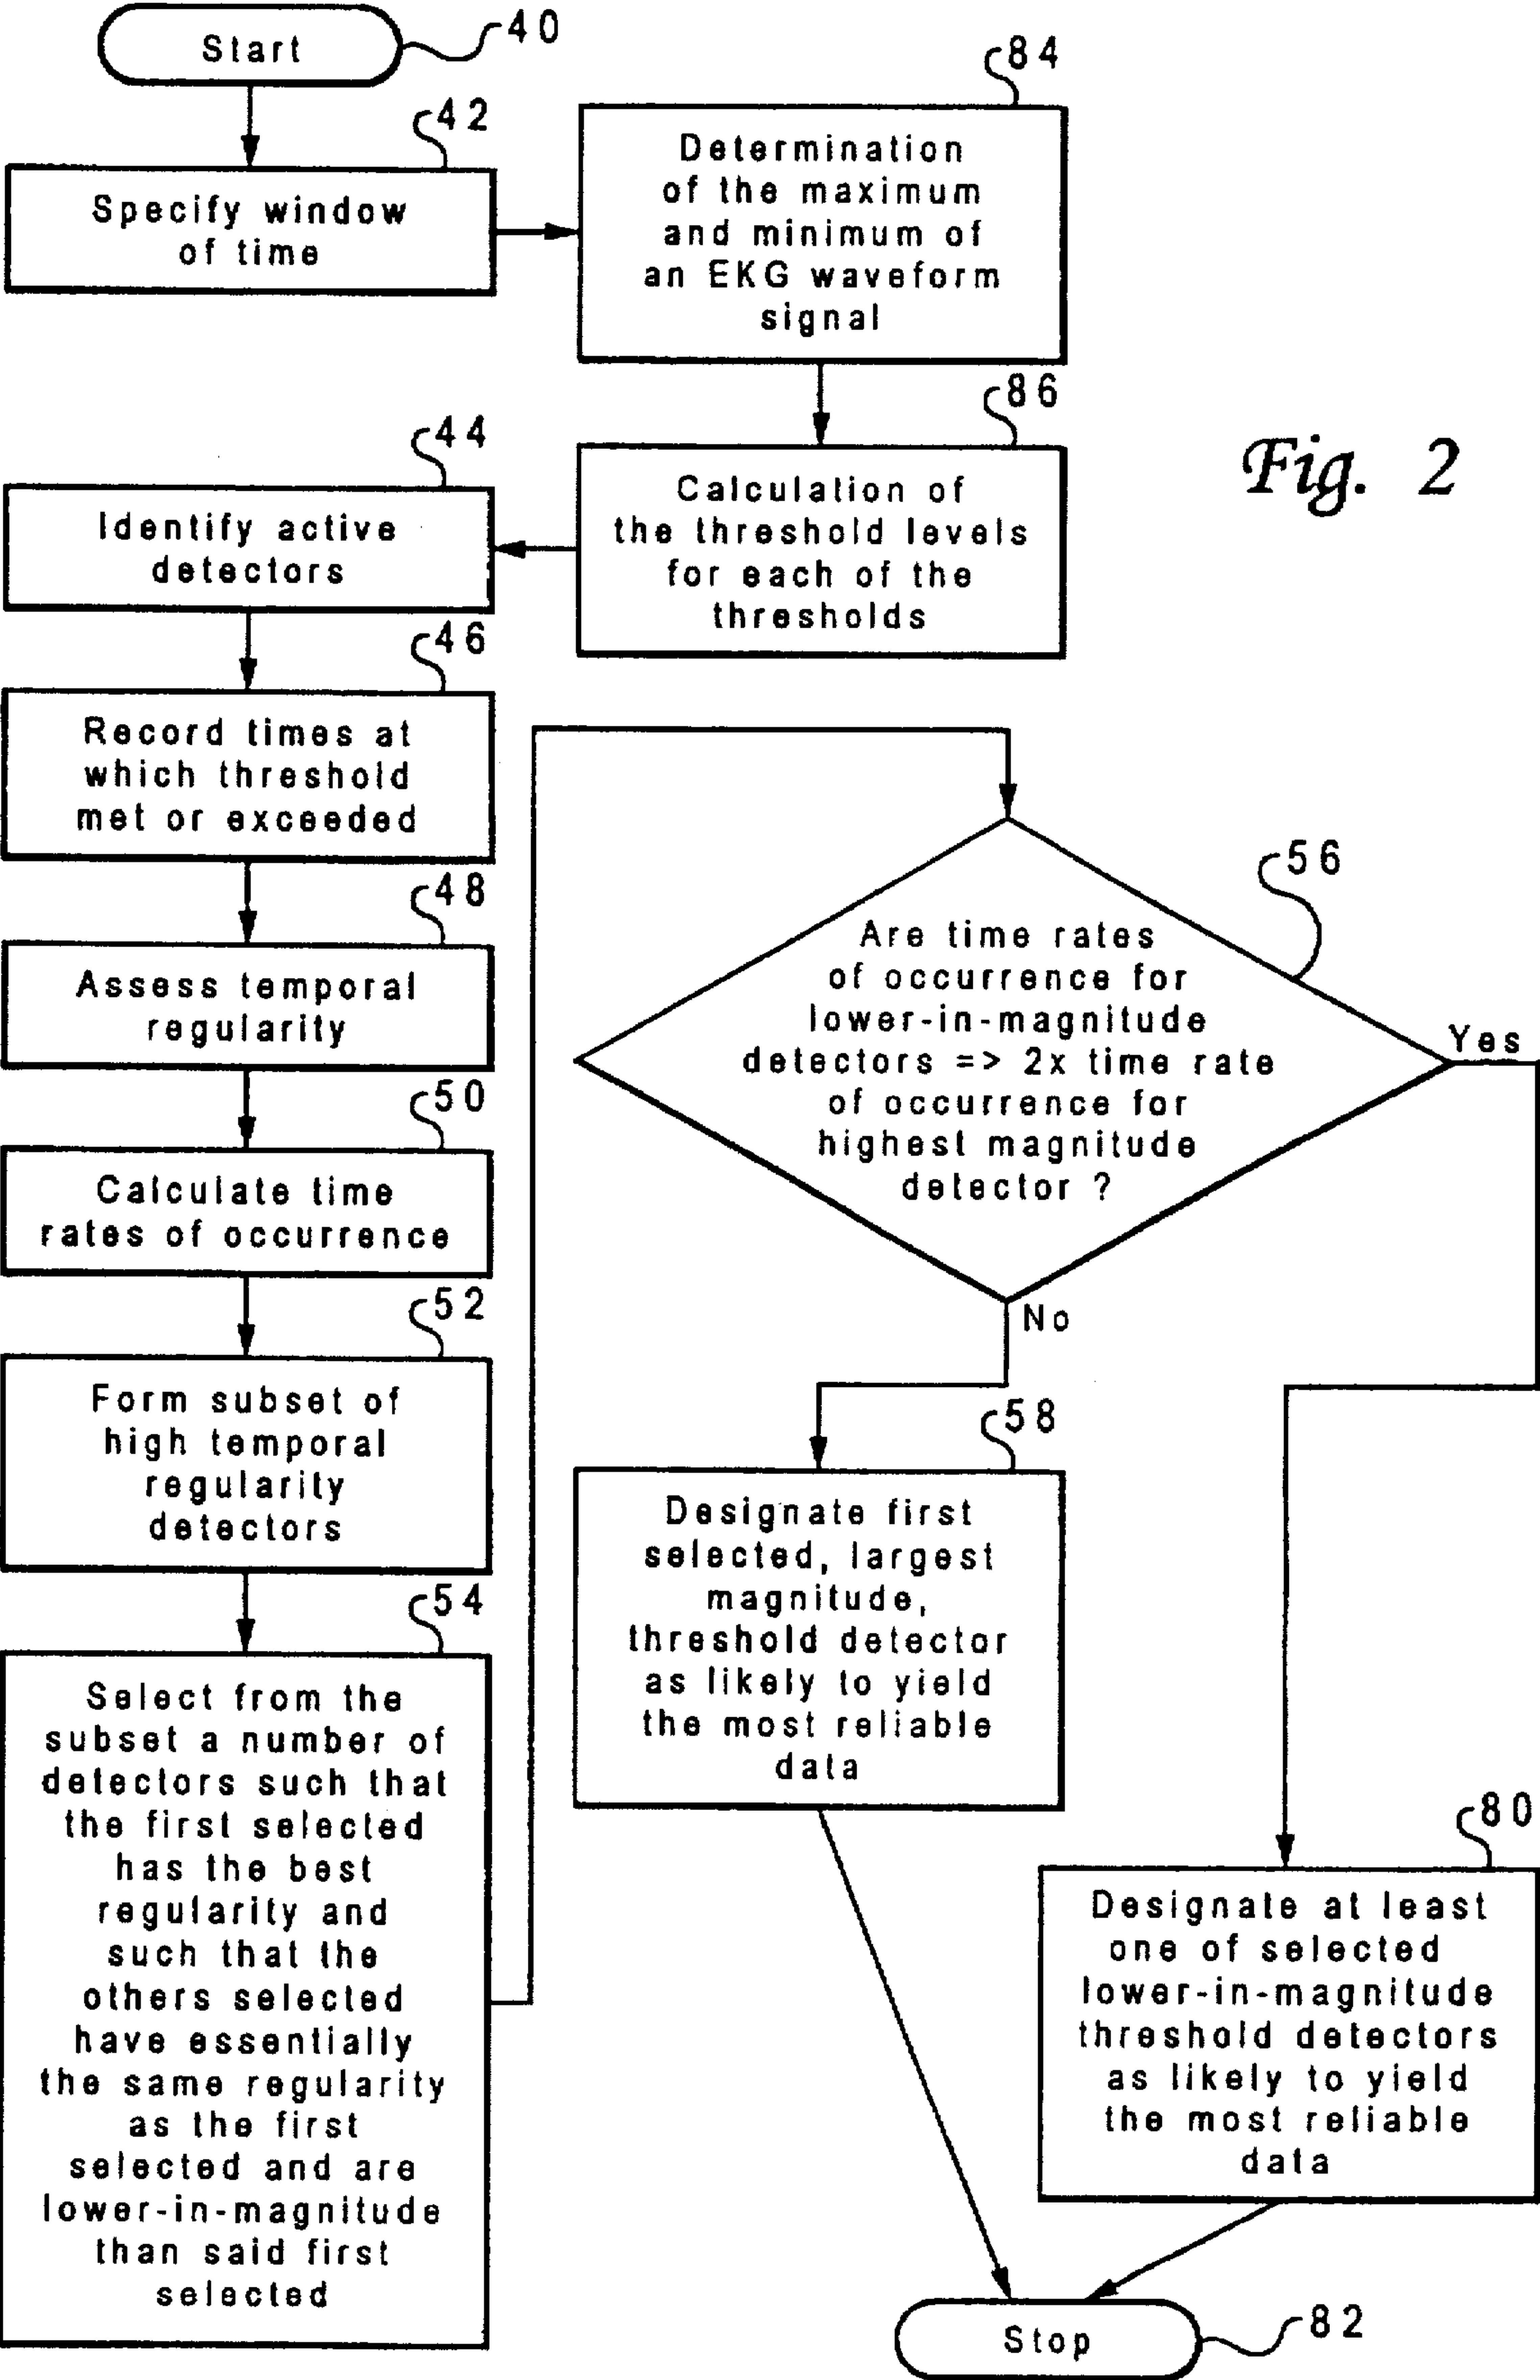 Start
40
42
Specify window
of time
84
Determination
of the maximum
and minimum of
an EKG waveform
signal
86
Calculation of
the threshold levels
for each of the
thresholds
Fig. 2
44
Identify active
detectors
46
Record times at
which threshold
met or exceeded
48
Assess temporal
regularity
50
Calculate time
rates of occurrence
52
Form subset of
high temporal
regularity
detectors
54
Select from the
subset a number of
detectors such that
the first selected
has the best
regularity and
such that the
others selected
have essentially
the same regularity
as the first
selected and are
lower-in-magnitude
than said first
selected
56
Are time rates
of occurrence for
lower-in-magnitude
detectors => 2x time rate
of occurrence for
highest magnitude
detector ?
Yes
No
58
Designate first
selected, largest
magnitude,
threshold detector
as likely to yield
the most reliable
data
80
Designate at least
one of selected
lower-in-magnitude
threshold detectors
as likely to yield
the most reliable
data
Stop
82